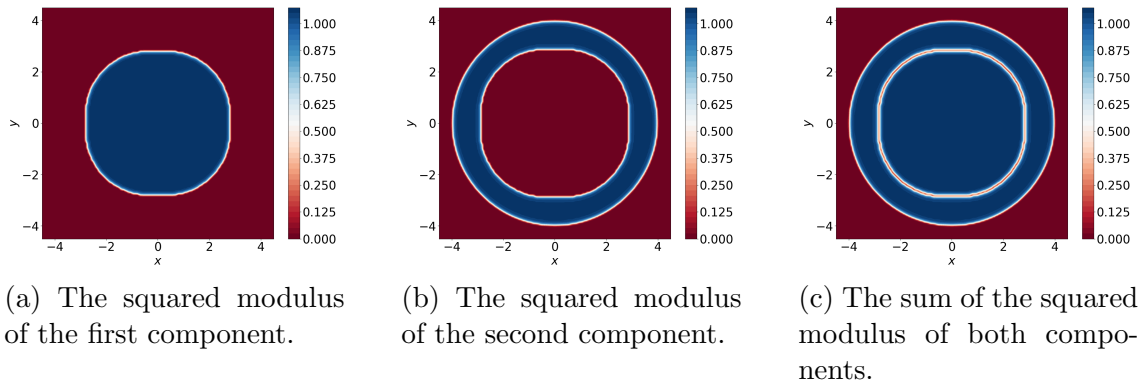 1.000
0.875
0.750
0.625
0.500
0.375
0.250
0.125
0.000
4
2
0
−2
−4
y
−4 −2 0 2 4
x
1.000
0.875
0.750
0.625
0.500
0.375
0.250
0.125
0.000
4
2
0
−2
−4
y
−4 −2 0 2 4
x
1.000
0.875
0.750
0.625
0.500
0.375
0.250
0.125
0.000
4
2
0
−2
−4
y
−4 −2 0 2 4
x
(a) The squared modulus
of the first component.
(b) The squared modulus
of the second component.
(c) The sum of the squared
modulus of both compo-
nents.